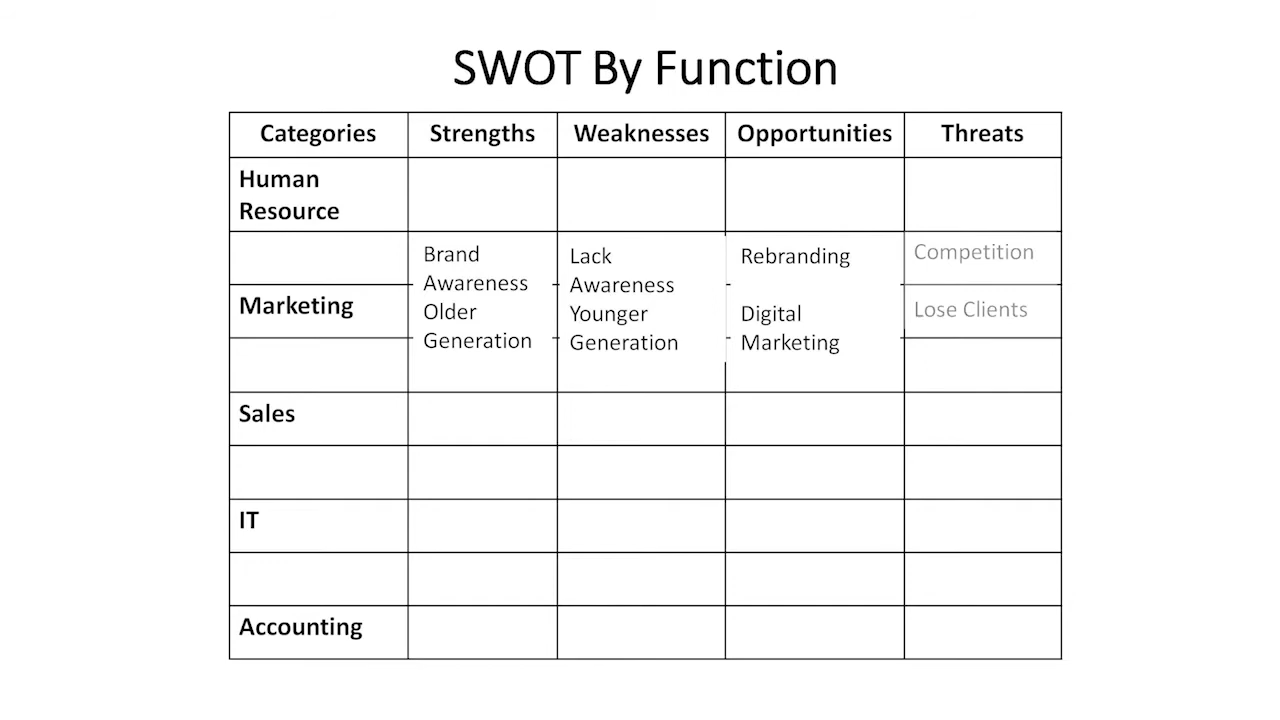 SWOT By Function
Categories Strengths Weaknesses Opportunities Threats
Human
Resource
Marketing
Brand
Awareness
Older
Generation
Lack
Awareness
Younger
Generation
Rebranding
Digital
Marketing
Competition
Lose Clients
Sales
IT
Accounting